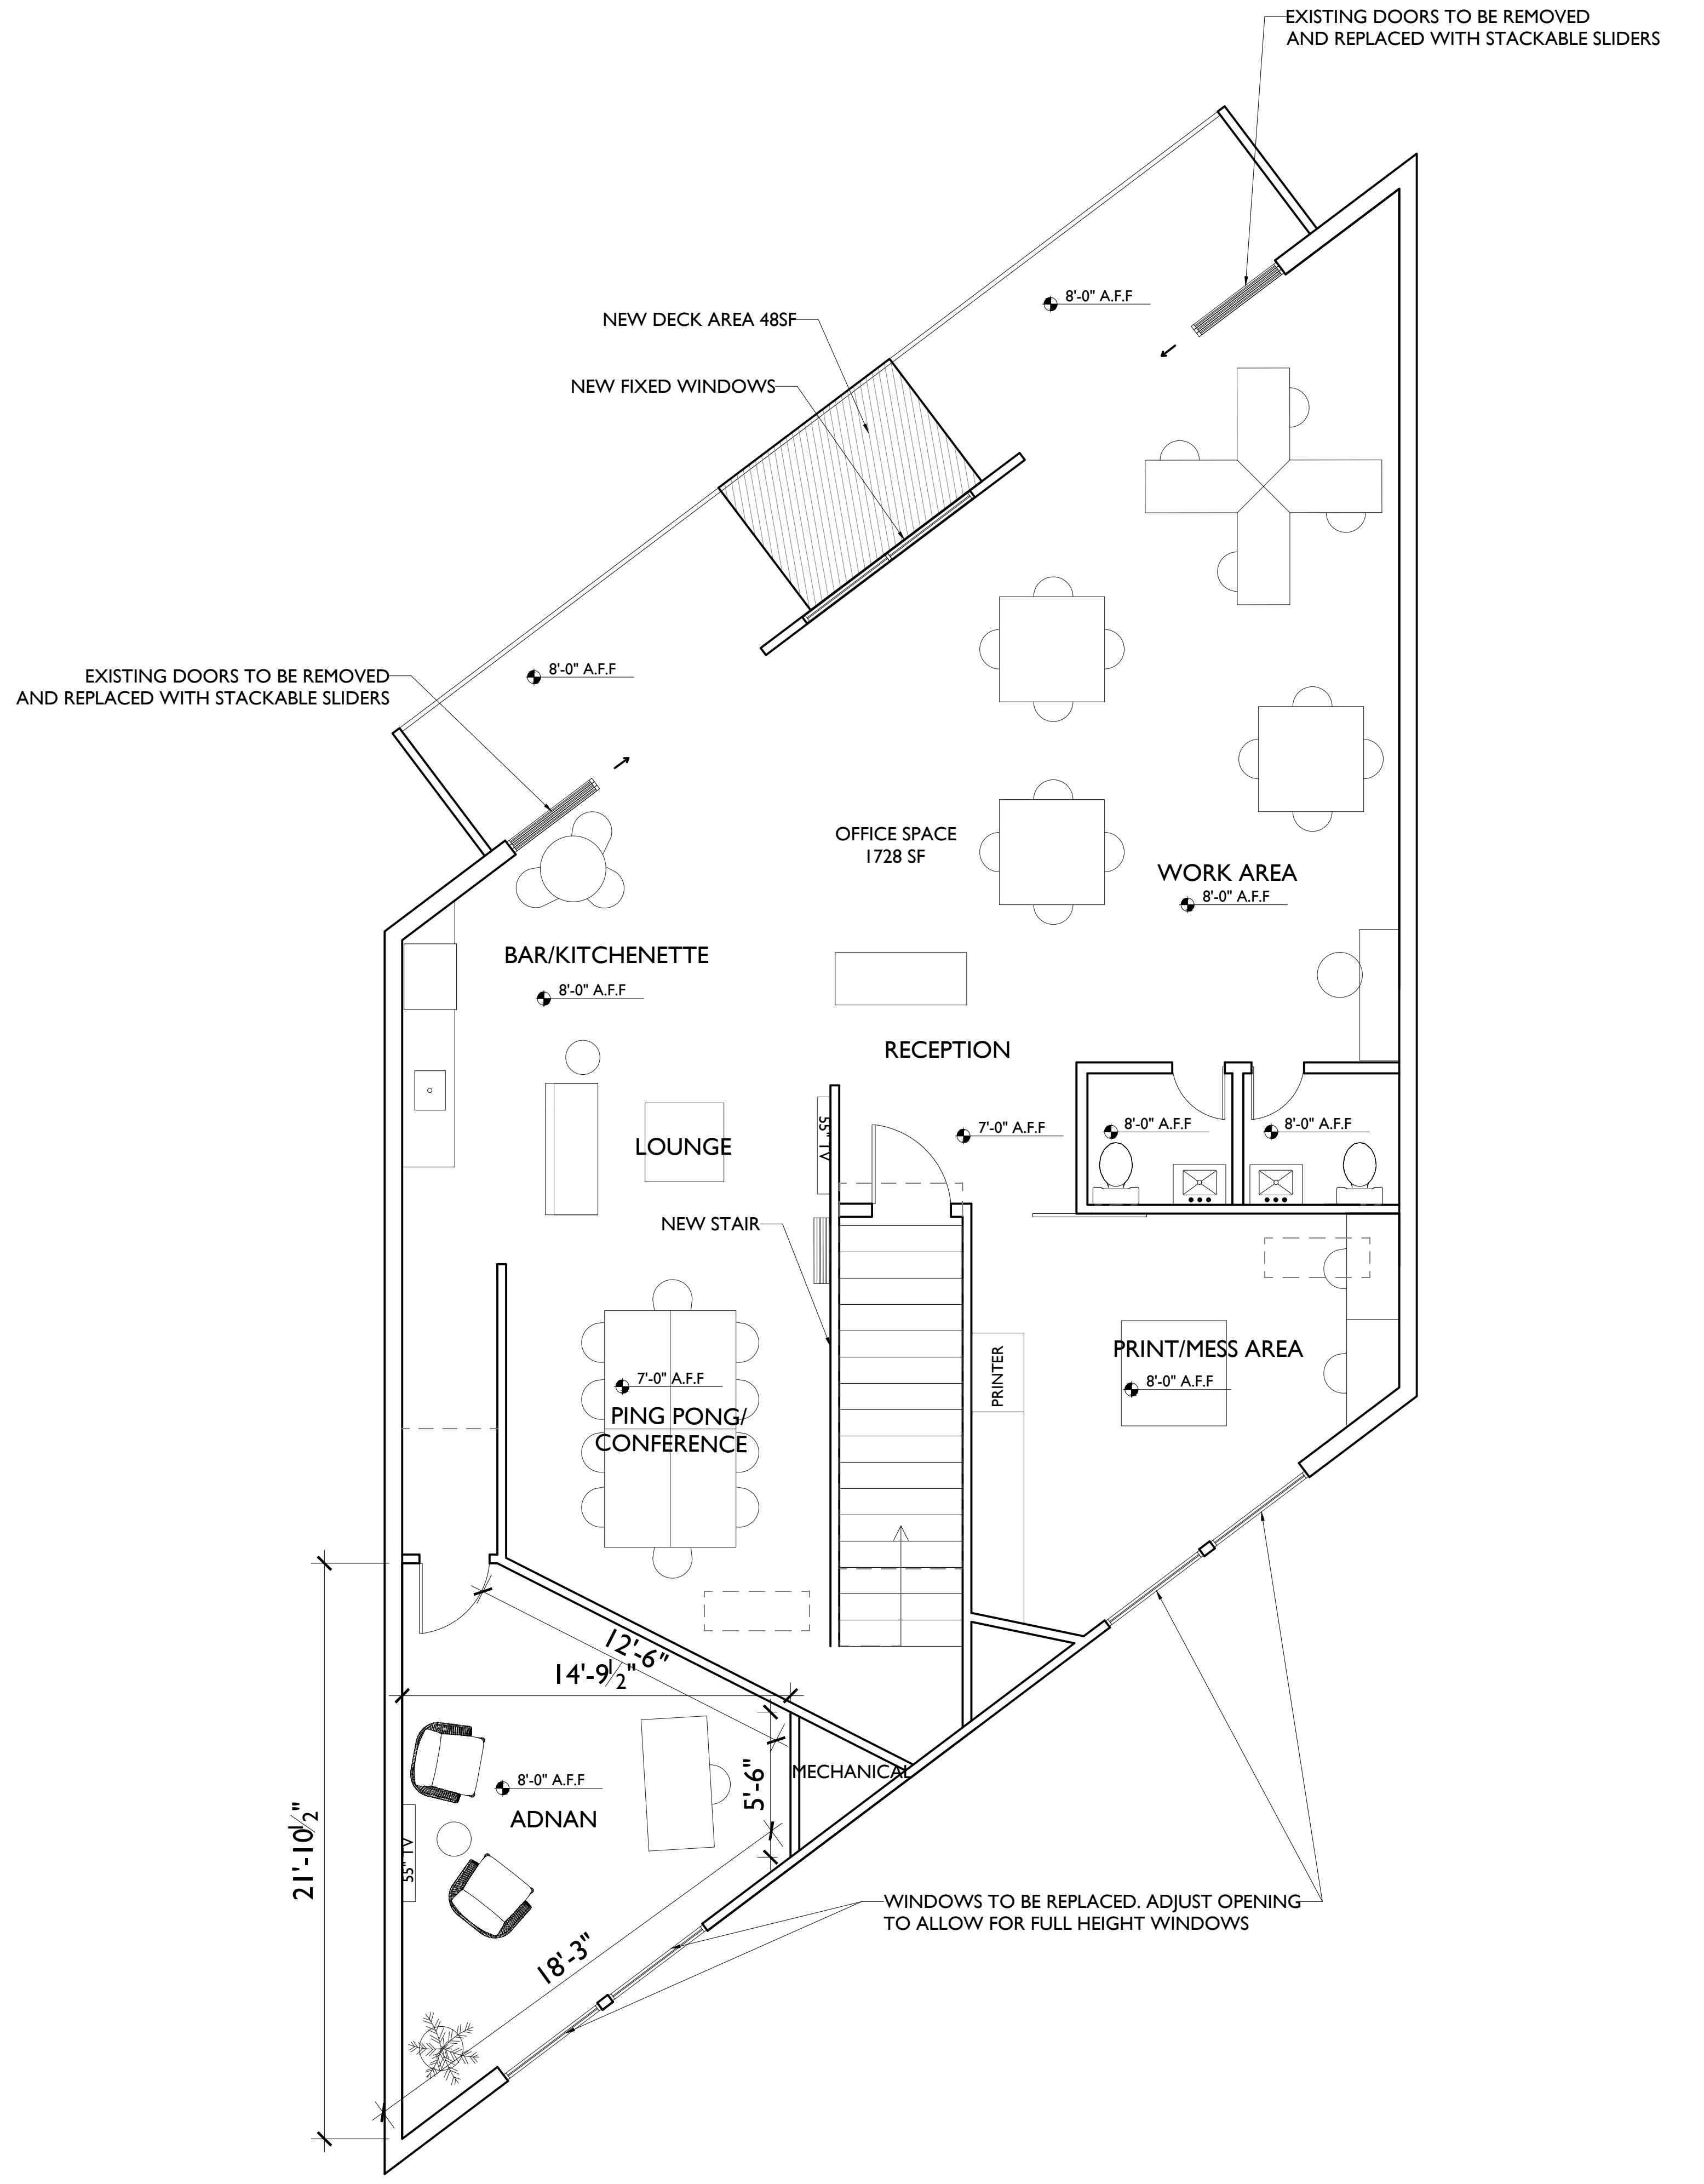 EXISTING DOORS TO BE REMOVED
AND REPLACED WITH STACKABLE SLIDERS
8'-0" A.F.F
NEW DECK AREA 48SF
NEW FIXED WINDOWS
EXISTING DOORS TO BE REMOVED
AND REPLACED WITH STACKABLE SLIDERS
8'-0" A.F.F
OFFICE SPACE
1728 SF
WORK AREA
8'-0" A.F.F
BAR/KITCHENETTE
8'-0" A.F.F
RECEPTION
LOUNGE
55" TV
7'-0" A.F.F
8'-0" A.F.F
8'-0" A.F.F
NEW STAIR
PRINTER
PRINT/MESS AREA
8'-0" A.F.F
7'-0" A.F.F
PING PONG/
CONFERENCE
12'-6"
14'-9 1/2"
5'-6"
MECHANICAL
8'-0" A.F.F
ADNAN
55" TV
21'-10 1/2"
18'-3"
WINDOWS TO BE REPLACED. ADJUST OPENING
TO ALLOW FOR FULL HEIGHT WINDOWS